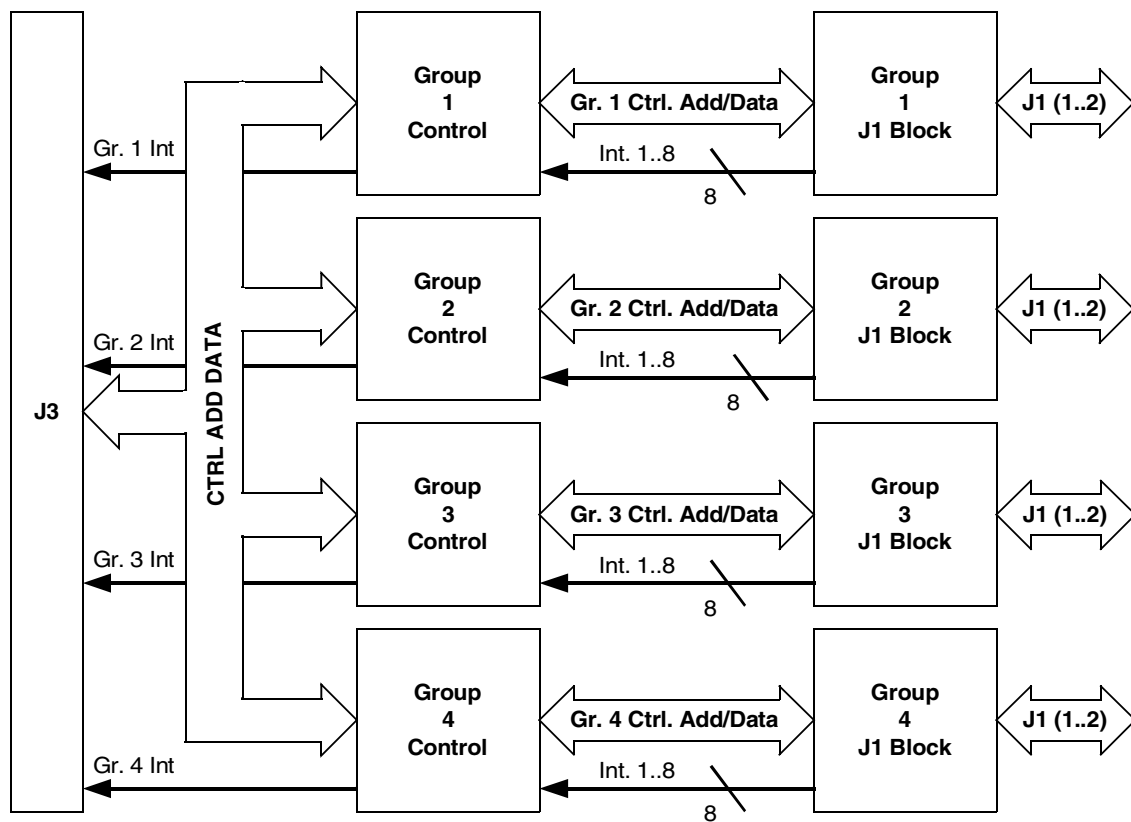 Group
1
Control
Gr. 1 Ctrl. Add/Data
Group
1
J1 Block
J1 (1..2)
Gr. 1 Int
Int. 1..8
8
Group
2
Control
Gr. 2 Ctrl. Add/Data
Group
2
J1 Block
J1 (1..2)
Gr. 2 Int
Int. 1..8
8
J3
CTRL ADD DATA
Group
3
Control
Gr. 3 Ctrl. Add/Data
Group
3
J1 Block
J1 (1..2)
Gr. 3 Int
Int. 1..8
8
Group
4
Control
Gr. 4 Ctrl. Add/Data
Group
4
J1 Block
J1 (1..2)
Gr. 4 Int
Int. 1..8
8